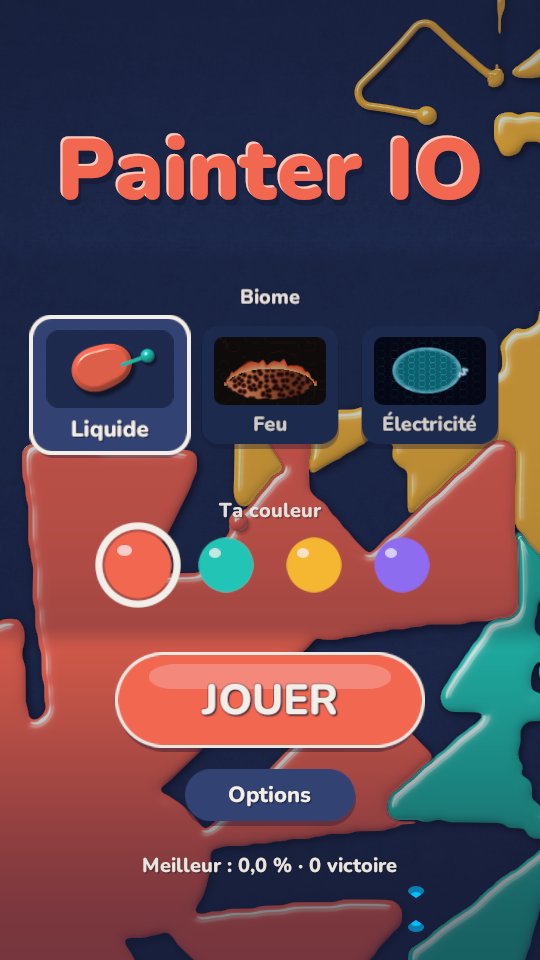 Painter IO
Biome
Liquide
Feu
Électricité
Ta couleur
JOUER
Options
Meilleur : 0,0 % · 0 victoire